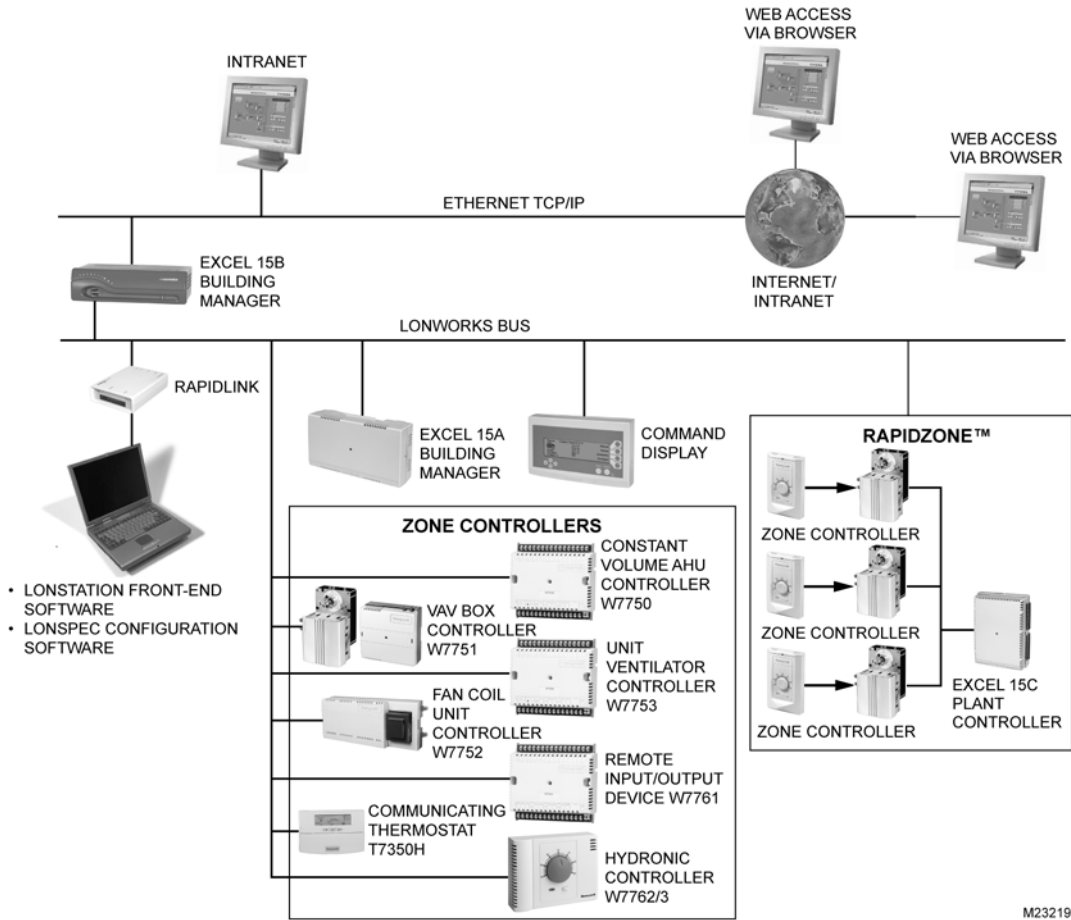 WEB ACCESS
VIA BROWSER
INTRANET
WEB ACCESS
VIA BROWSER
ETHERNET TCP/IP
EXCEL 15B
BUILDING
MANAGER
INTERNET/
INTRANET
LONWORKS BUS
RAPIDLINK
EXCEL 15A
BUILDING
MANAGER
COMMAND
DISPLAY
• LONSTATION FRONT-END
SOFTWARE
• LONSPEC CONFIGURATION
SOFTWARE
ZONE CONTROLLERS
CONSTANT
VOLUME AHU
CONTROLLER
W7750
VAV BOX
CONTROLLER
W7751
UNIT
VENTILATOR
CONTROLLER
W7753
FAN COIL
UNIT
CONTROLLER
W7752
REMOTE
INPUT/OUTPUT
DEVICE W7761
COMMUNICATING
THERMOSTAT
T7350H
HYDRONIC
CONTROLLER
W7762/3
RAPIDZONE™
ZONE CONTROLLER
ZONE CONTROLLER
ZONE CONTROLLER
EXCEL 15C
PLANT
CONTROLLER
M23219